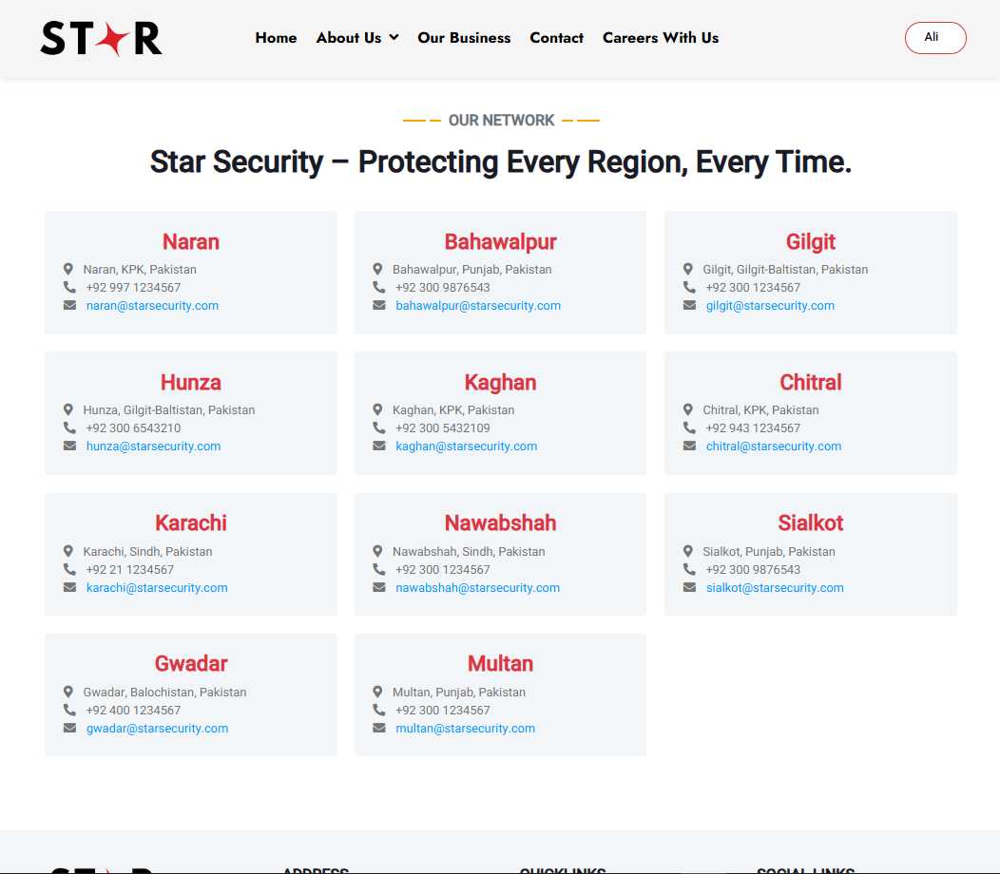 ST★R
Home About Us Our Business Contact Careers With Us
Ali
OUR NETWORK
Star Security – Protecting Every Region, Every Time.
Naran
Naran, KPK, Pakistan
+92 997 1234567
naran@starsecurity.com
Bahawalpur
Bahawalpur, Punjab, Pakistan
+92 300 9876543
bahawalpur@starsecurity.com
Gilgit
Gilgit, Gilgit-Baltistan, Pakistan
+92 300 1234567
gilgit@starsecurity.com
Hunza
Hunza, Gilgit-Baltistan, Pakistan
+92 300 6543210
hunza@starsecurity.com
Kaghan
Kaghan, KPK, Pakistan
+92 300 5432109
kaghan@starsecurity.com
Chitral
Chitral, KPK, Pakistan
+92 943 1234567
chitral@starsecurity.com
Karachi
Karachi, Sindh, Pakistan
+92 21 1234567
karachi@starsecurity.com
Nawabshah
Nawabshah, Sindh, Pakistan
+92 300 1234567
nawabshah@starsecurity.com
Sialkot
Sialkot, Punjab, Pakistan
+92 300 9876543
sialkot@starsecurity.com
Gwadar
Gwadar, Balochistan, Pakistan
+92 400 1234567
gwadar@starsecurity.com
Multan
Multan, Punjab, Pakistan
+92 300 1234567
multan@starsecurity.com
ST★R ADDRESS QUICKLINKS SOCIAL LINKS